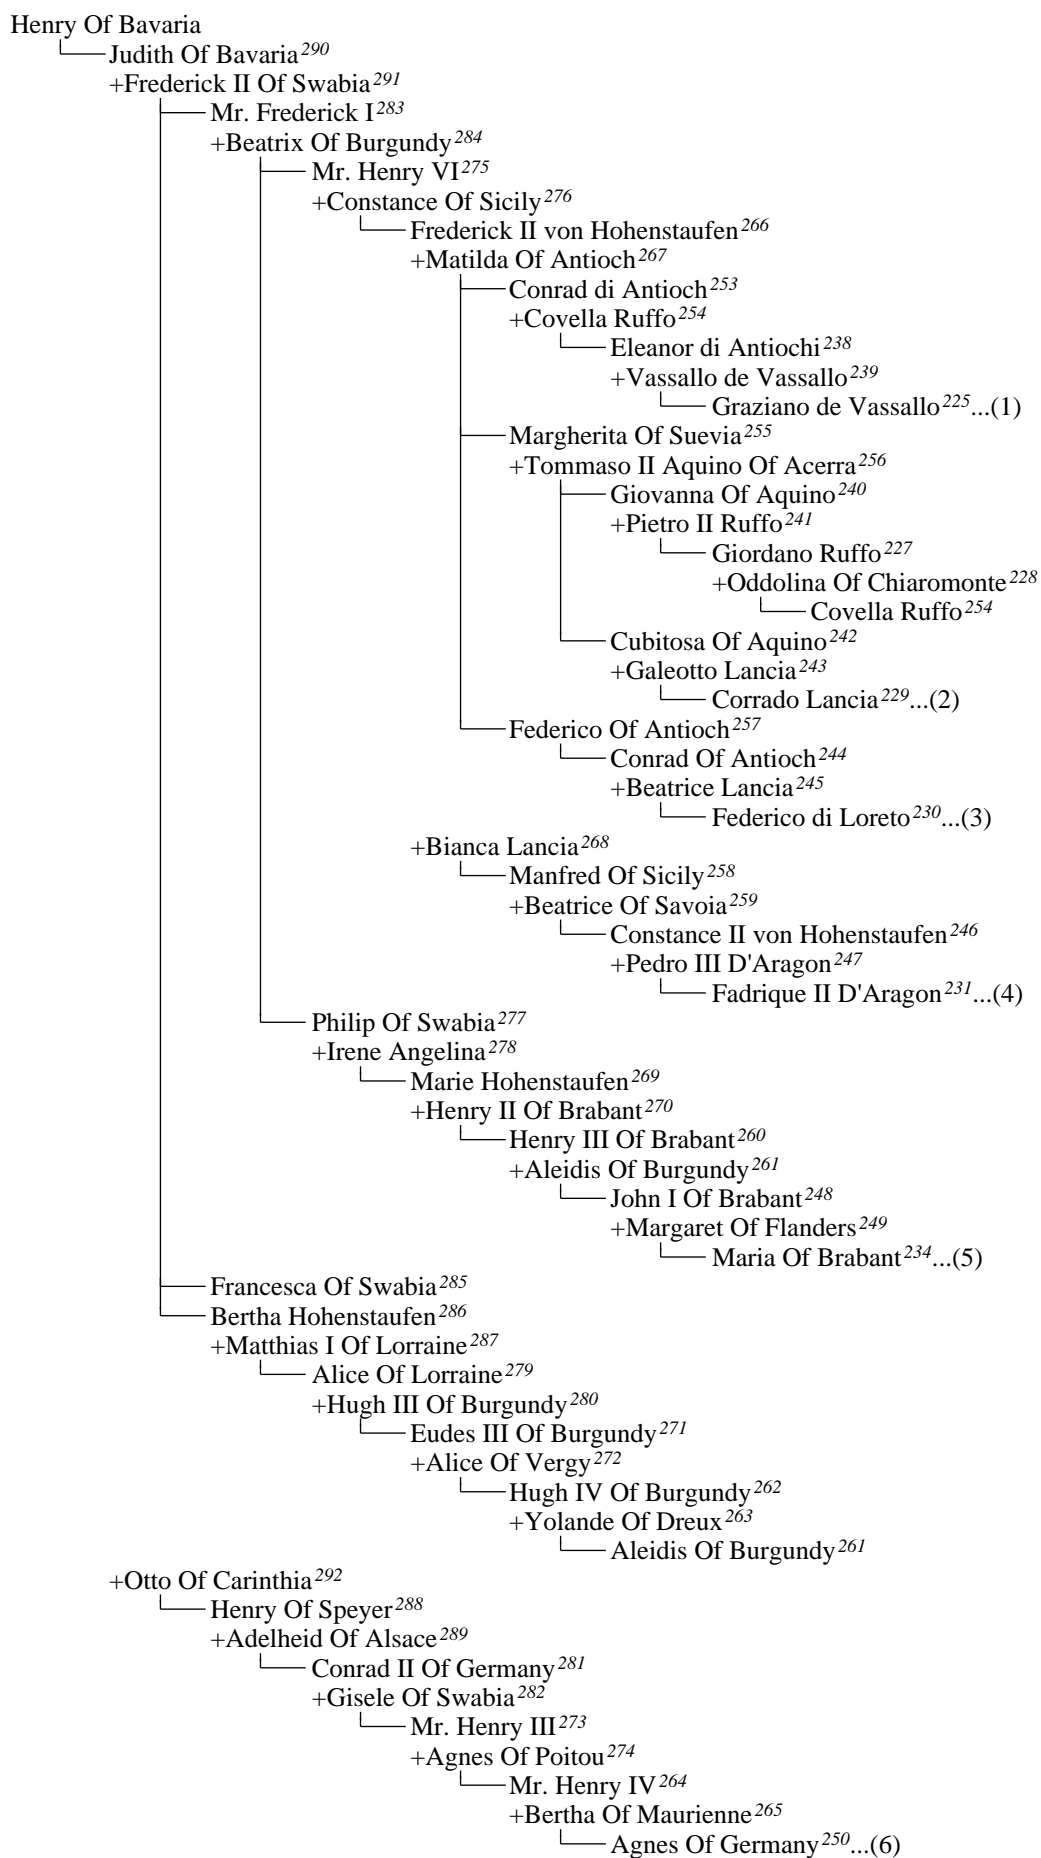 Henry Of Bavaria
Judith Of Bavaria290
+Frederick II Of Swabia291
Mr. Frederick I283
+Beatrix Of Burgundy284
Mr. Henry VI275
+Constance Of Sicily276
Frederick II von Hohenstaufen266
+Matilda Of Antioch267
Conrad di Antioch253
+Covella Ruffo254
Eleanor di Antiochi238
+Vassallo de Vassallo239
Graziano de Vassallo225...(1)
Margherita Of Suevia255
+Tommaso II Aquino Of Acerra256
Giovanna Of Aquino240
+Pietro II Ruffo241
Giordano Ruffo227
+Oddolina Of Chiaromonte228
Covella Ruffo254
Cubitosa Of Aquino242
+Galeotto Lancia243
Corrado Lancia229...(2)
Federico Of Antioch257
Conrad Of Antioch244
+Beatrice Lancia245
Federico di Loreto230...(3)
+Bianca Lancia268
Manfred Of Sicily258
+Beatrice Of Savoia259
Constance II von Hohenstaufen246
+Pedro III D'Aragon247
Fadrique II D'Aragon231...(4)
Philip Of Swabia277
+Irene Angelina278
Marie Hohenstaufen269
+Henry II Of Brabant270
Henry III Of Brabant260
+Aleidis Of Burgundy261
John I Of Brabant248
+Margaret Of Flanders249
Maria Of Brabant234...(5)
Francesca Of Swabia285
Bertha Hohenstaufen286
+Matthias I Of Lorraine287
Alice Of Lorraine279
+Hugh III Of Burgundy280
Eudes III Of Burgundy271
+Alice Of Vergy272
Hugh IV Of Burgundy262
+Yolande Of Dreux263
Aleidis Of Burgundy261
+Otto Of Carinthia292
Henry Of Speyer288
+Adelheid Of Alsace289
Conrad II Of Germany281
+Gisele Of Swabia282
Mr. Henry III273
+Agnes Of Poitou274
Mr. Henry IV264
+Bertha Of Maurienne265
Agnes Of Germany250...(6)